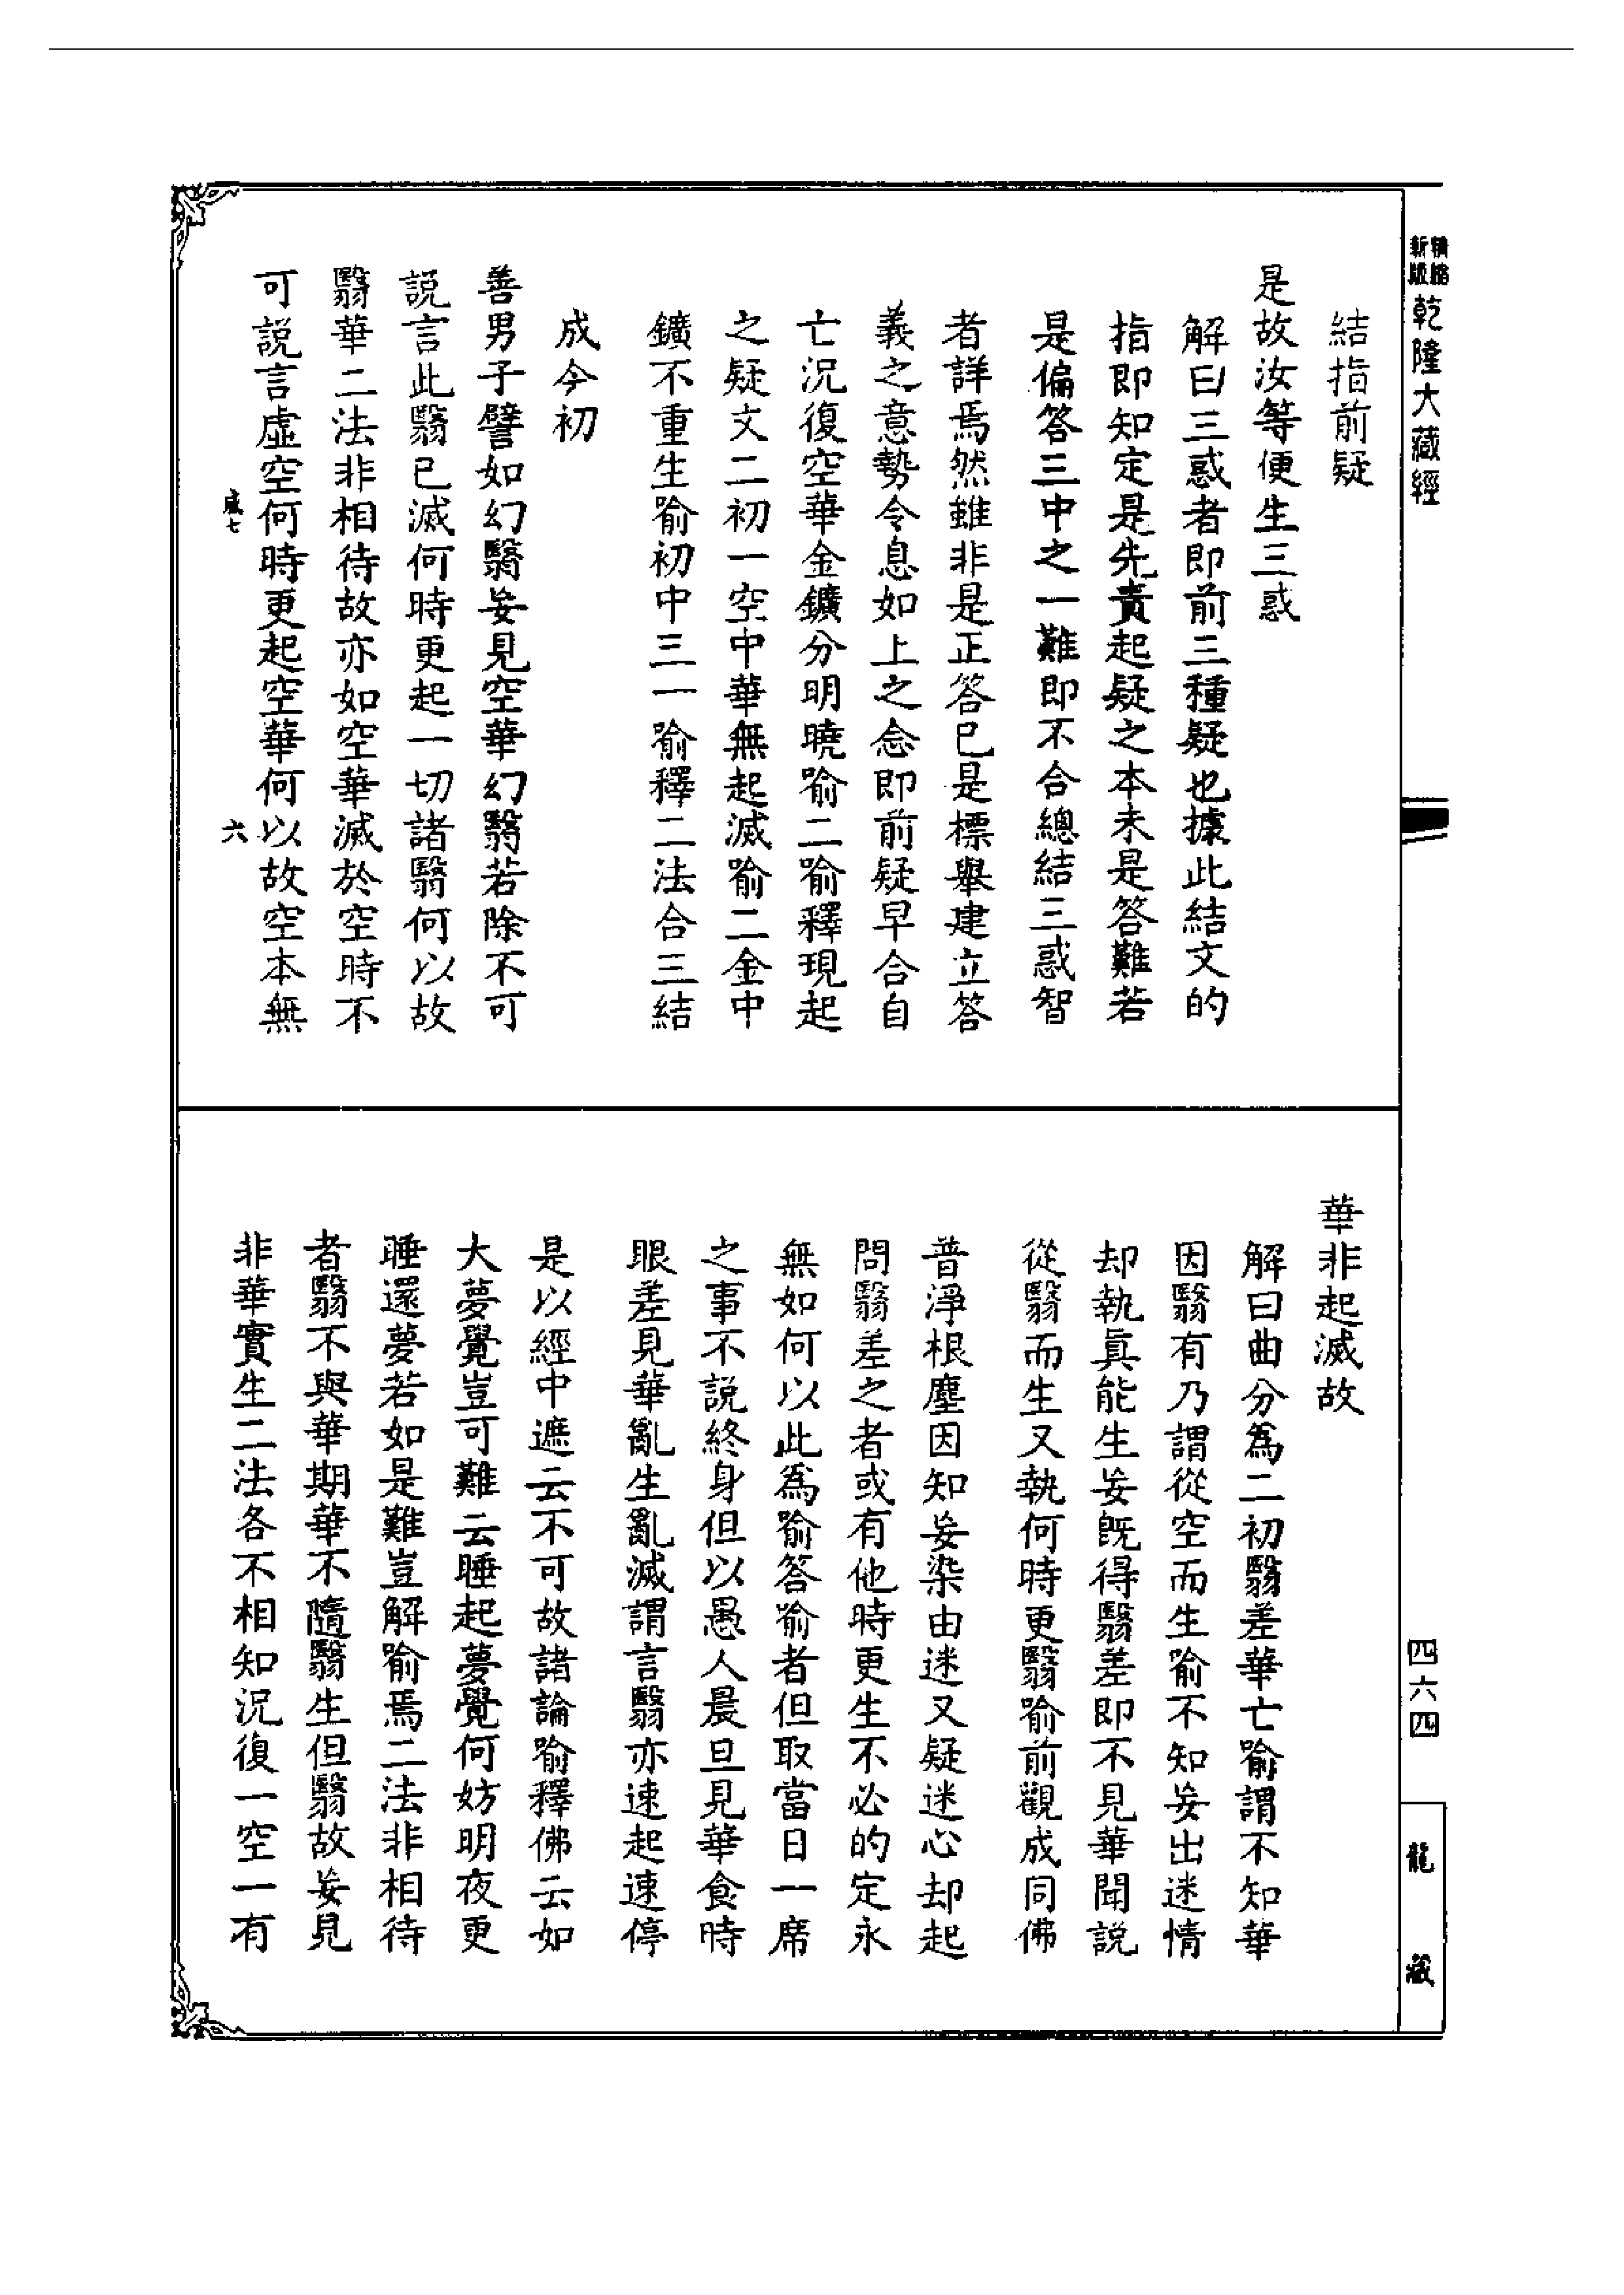 精縮
新版
乾隆大藏經
結指前疑
是故汝等便生三惑
解曰三惑者即前三種疑也據此結文的
指即知定是先責起疑之本未是答難若
是偏答三中之一難即不合總結三惑智
者詳焉然雖非是正答已是標舉建立答
義之意勢令息如上之念即前疑早合自
亡況復空華金鑛分明曉喻二喻釋現起
之疑文二初一空中華無起滅喻二金中
鑛不重生喻初中三一喻釋二法合三結
成今初
善男子譬如幻翳妄見空華幻翳若除不可
説言此翳已滅何時更起一切諸翳何以故
翳華二法非相待故亦如空華滅於空時不
可説言虛空何時更起空華何以故空本無
六
華非起滅故
解曰曲分爲二初翳差華亡喻謂不知華
因翳有乃謂從空而生喻不知妄出迷情
却執眞能生妄既得翳差即不見華聞説
從翳而生又執何時更翳喻前觀成同佛
普淨根塵因知妄染由迷又疑迷心却起
問翳差之者或有他時更生不必的定永
無如何以此爲喻答喻者但取當日一席
之事不説終身但以愚人晨旦見華食時
眼差見華亂生亂滅謂言翳亦速起速停
是以經中遮云不可故諸論喻釋佛云如
大夢覺豈可難云睡起夢覺何妨明夜更
睡還夢若如是難豈解喻焉二法非相待
者翳不與華期華不隨翳生但翳故妄見
非華實生二法各不相知況復一空一有
四六四
龍藏